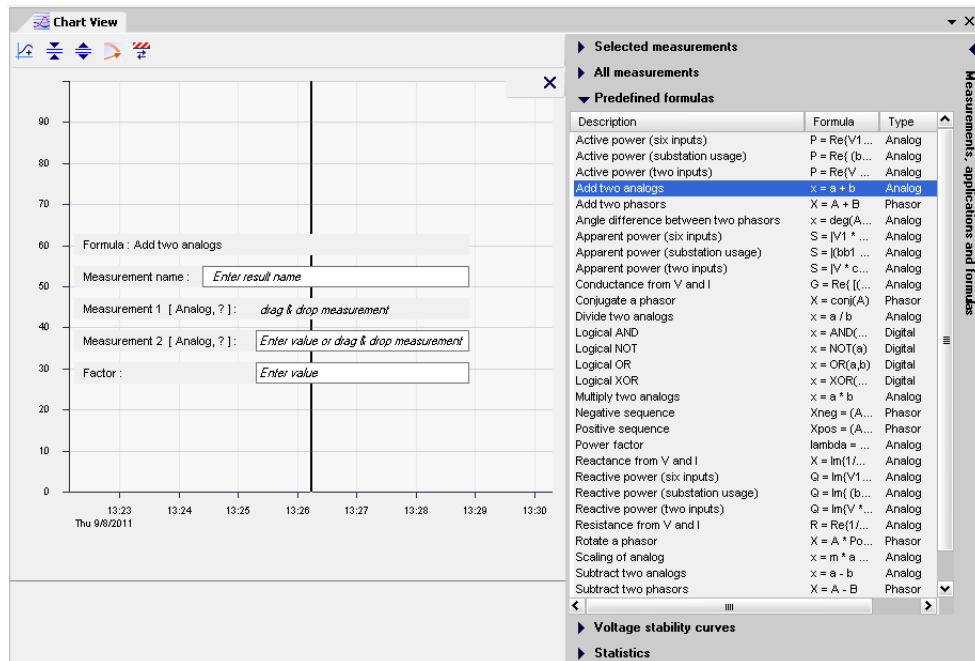 Chart View
90
80
70
60
50
40
30
20
10
0
13:23 13:24 13:25 13:26 13:27 13:28 13:29 13:30
Thu 9/8/2011
Formula : Add two analogs
Measurement name : Enter result name
Measurement 1 [ Analog, ? ] : drag & drop measurement
Measurement 2 [ Analog, ? ] : Enter value or drag & drop measurement
Factor : Enter value
Selected measurements
All measurements
Predefined formulas
Description Formula Type
Active power (six inputs) P = Re(V1... Analog
Active power (substation usage) P = Re{ (b... Analog
Active power (two inputs) P = Re{V ... Analog
Add two analogs x = a + b Analog
Add two phasors X = A + B Phasor
Angle difference between two phasors x = deg(A... Analog
Apparent power (six inputs) S = |V1 * ... Analog
Apparent power (substation usage) S = |(bb1 ... Analog
Apparent power (two inputs) S = |V * c... Analog
Conductance from V and I G = Re{ [(... Analog
Conjugate a phasor X = conj(A) Phasor
Divide two analogs x = a / b Analog
Logical AND x = AND(... Digital
Logical NOT x = NOT(a) Digital
Logical OR x = OR(a,b) Digital
Logical XOR x = XOR(... Digital
Multiply two analogs x = a * b Analog
Negative sequence Xneg = (A... Phasor
Positive sequence Xpos = (A... Phasor
Power factor lambda = ... Analog
Reactance from V and I X = Im{1/... Analog
Reactive power (six inputs) Q = Im{V1... Analog
Reactive power (substation usage) Q = Im{ (b... Analog
Reactive power (two inputs) Q = Im{V *... Analog
Resistance from V and I R = Re{1/... Analog
Rotate a phasor X = A * Po... Phasor
Scaling of analog x = m * a ... Analog
Subtract two analogs x = a - b Analog
Subtract two phasors X = A - B Phasor
Voltage stability curves
Statistics
Measurements, applications and formulas